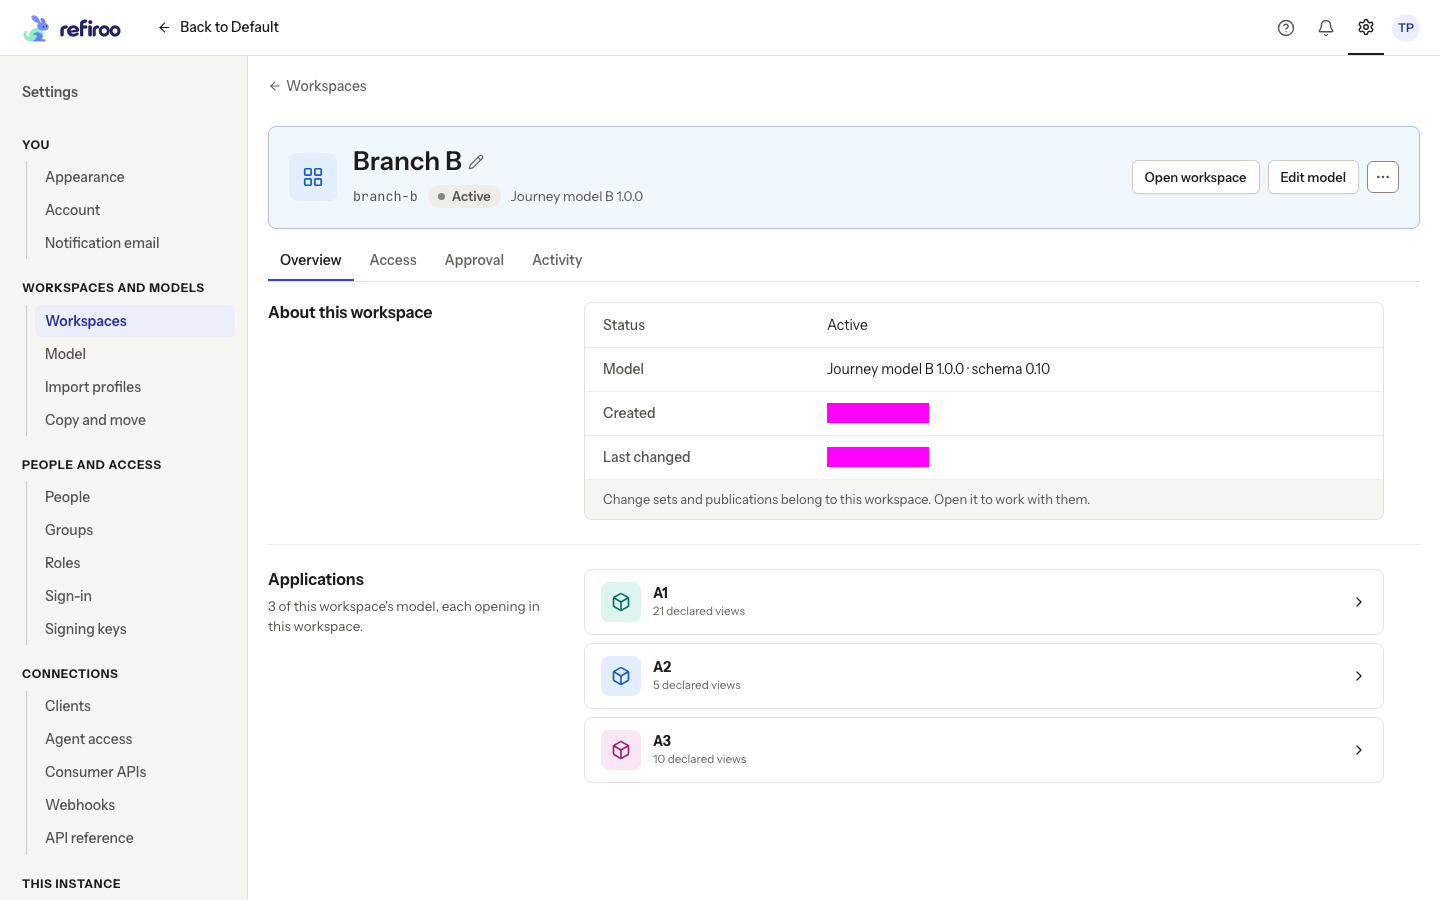 refiroo
Back to Default
TP
Settings
YOU
Appearance
Account
Notification email
WORKSPACES AND MODELS
Workspaces
Model
Import profiles
Copy and move
PEOPLE AND ACCESS
People
Groups
Roles
Sign-in
Signing keys
CONNECTIONS
Clients
Agent access
Consumer APIs
Webhooks
API reference
THIS INSTANCE
Workspaces
Branch B
branch-b Active Journey model B 1.0.0
Open workspace Edit model
Overview Access Approval Activity
About this workspace
Status Active
Model Journey model B 1.0.0 · schema 0.10
Created
Last changed
Change sets and publications belong to this workspace. Open it to work with them.
Applications
3 of this workspace's model, each opening in
this workspace.
A1
21 declared views
A2
5 declared views
A3
10 declared views